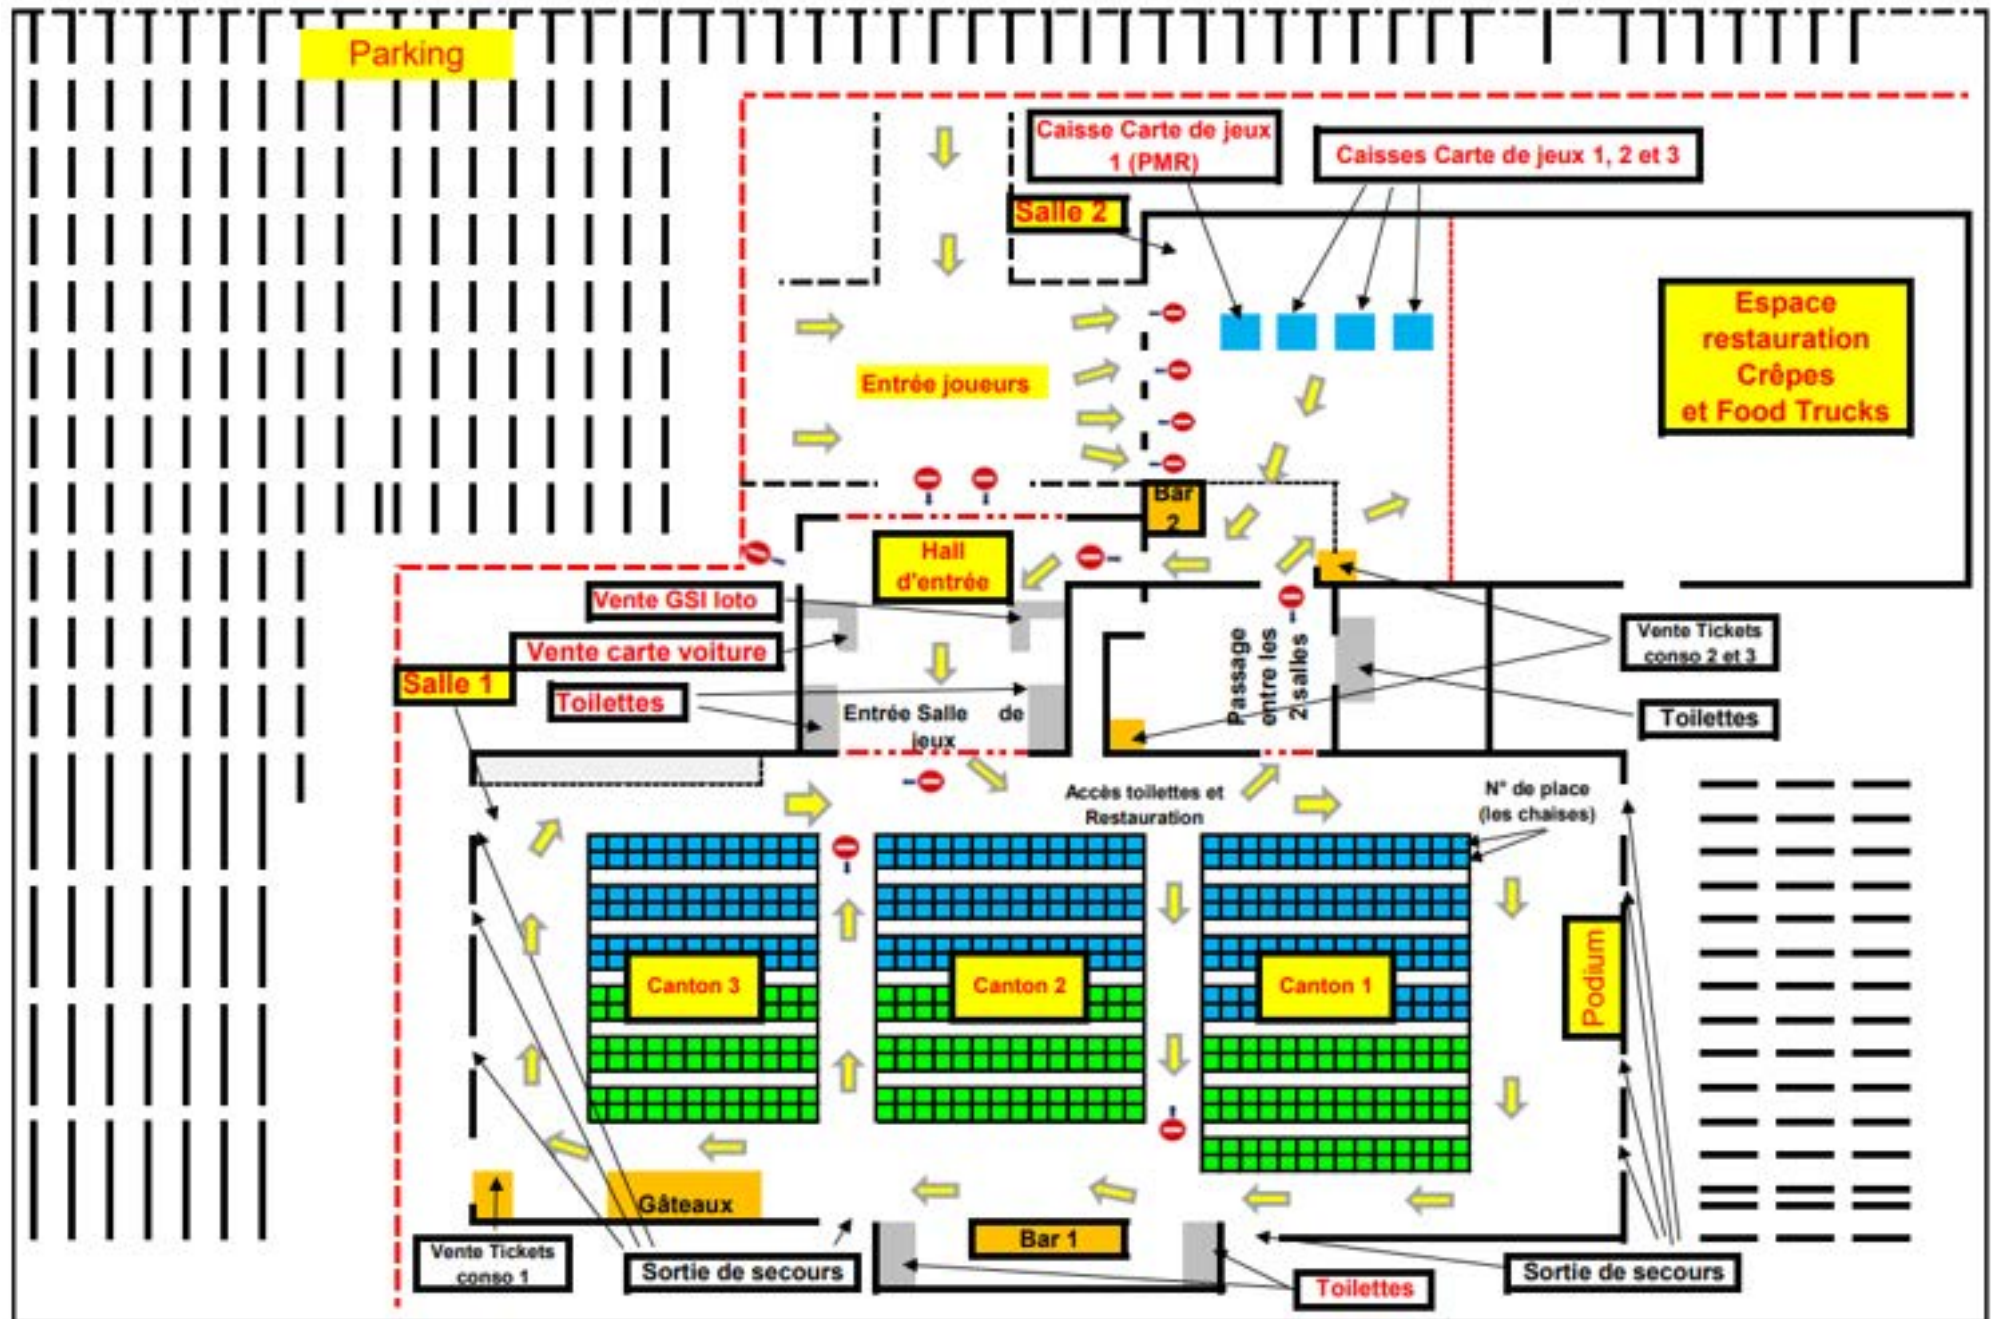 Parking
Caisse Carte de jeux
1 (PMR)
Caisses Carte de jeux 1, 2 et 3
Salle 2
Espace
restauration
Crêpes
et Food Trucks
Entrée joueurs
Bar
2
Hall
d'entrée
Vente GSI loto
Vente carte voiture
Salle 1
Toilettes
Entrée Salle de
jeux
Passage
entre les
2 salles
Vente Tickets
conso 2 et 3
Toilettes
Accès toilettes et
Restauration
N° de place
(les chaises)
Canton 3
Canton 2
Canton 1
Podium
Gâteaux
Bar 1
Vente Tickets
conso 1
Sortie de secours
Toilettes
Sortie de secours